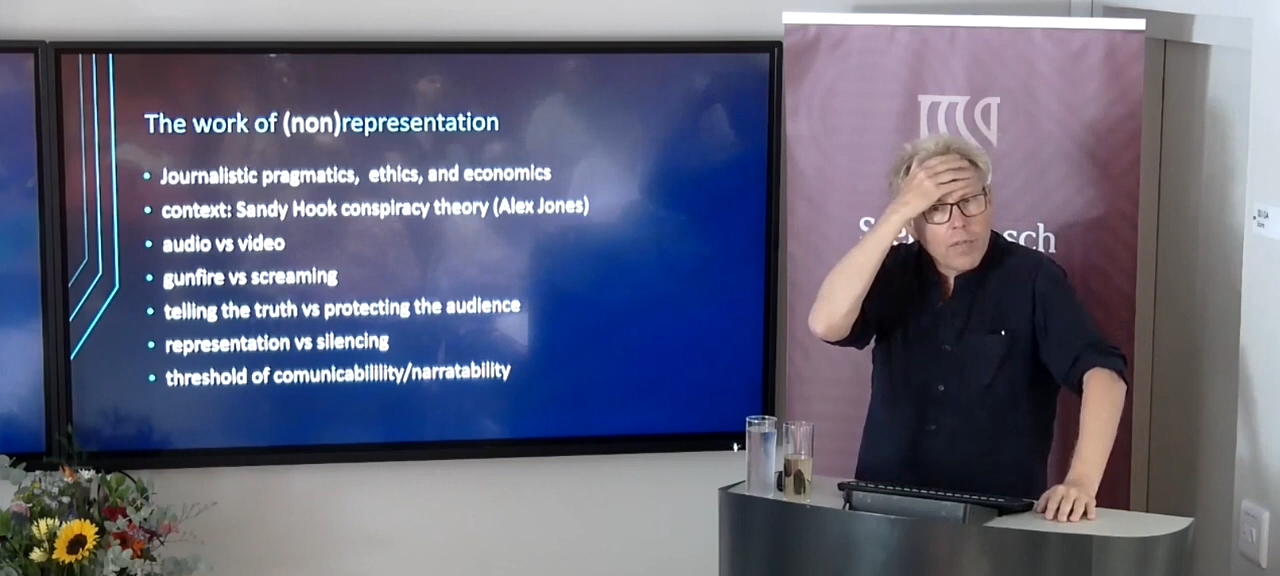 The work of (non)representation
Journalistic pragmatics, ethics, and economics
context: Sandy Hook conspiracy theory (Alex Jones)
audio vs video
gunfire vs screaming
telling the truth vs protecting the audience
representation vs silencing
threshold of comunicabililility/narratability